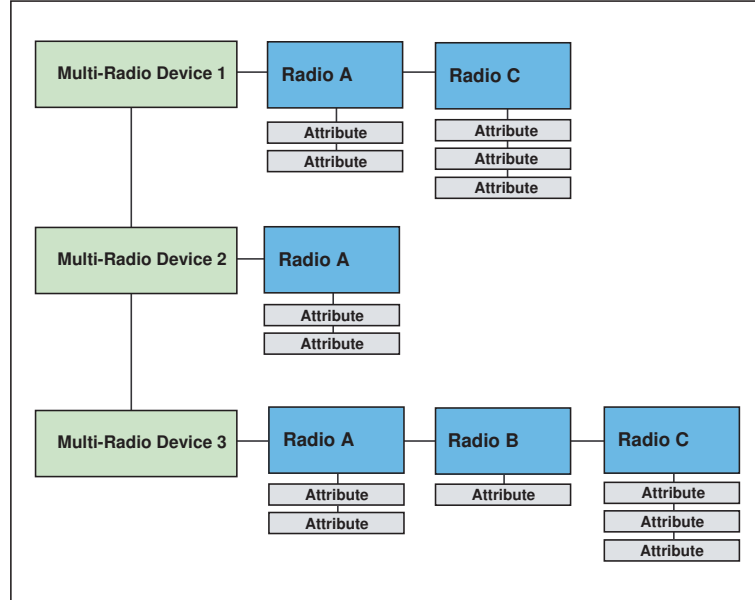 Multi-Radio Device 1
Radio A
Radio C
Attribute
Attribute
Attribute
Attribute
Attribute
Multi-Radio Device 2
Radio A
Attribute
Attribute
Multi-Radio Device 3
Radio A
Radio B
Radio C
Attribute
Attribute
Attribute
Attribute
Attribute
Attribute